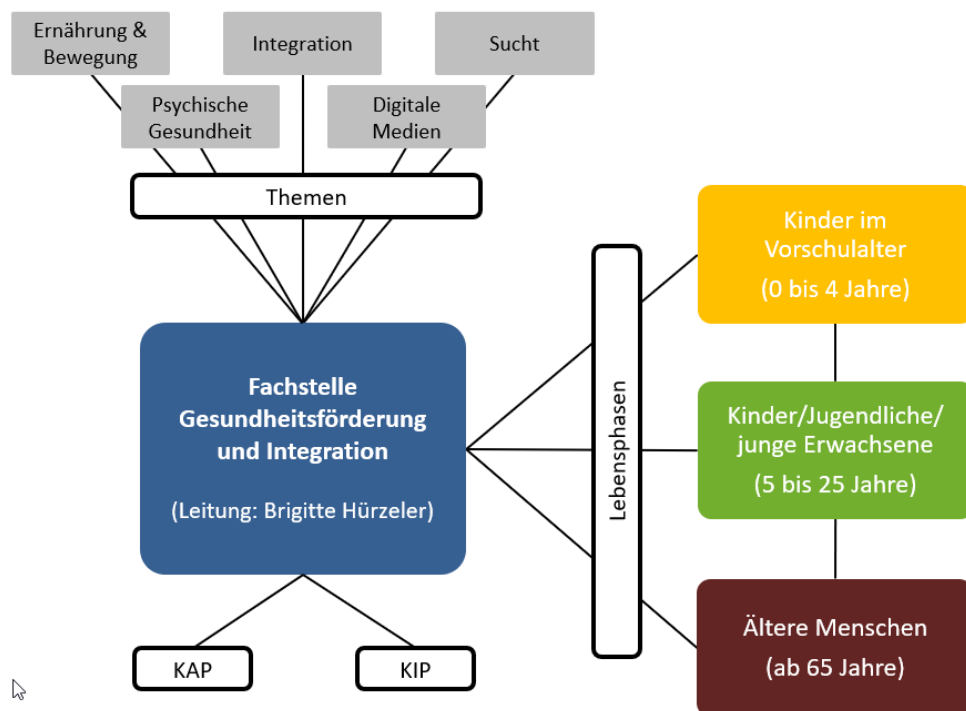 Ernährung &
Bewegung
Integration
Sucht
Psychische
Gesundheit
Digitale
Medien
Themen
Kinder im
Vorschulalter
(0 bis 4 Jahre)
Fachstelle
Gesundheitsförderung
und Integration
(Leitung: Brigitte Hürzeler)
Lebensphasen
Kinder/Jugendliche/
junge Erwachsene
(5 bis 25 Jahre)
Ältere Menschen
(ab 65 Jahre)
KAP
KIP